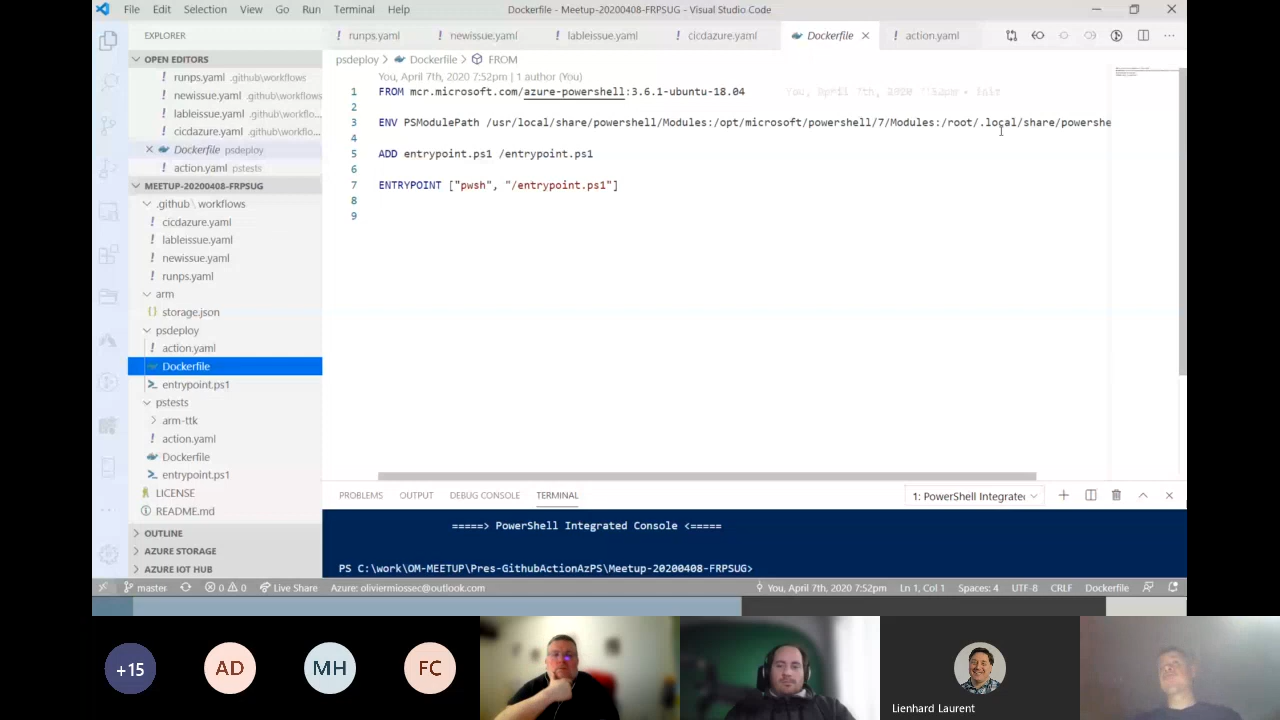 File Edit Selection View Go Run Terminal Help Dockerfile - Meetup-20200408-FRPSUG - Visual Studio Code
EXPLORER
OPEN EDITORS
runps.yaml .github\workflows
newissue.yaml .github\workflows
lableissue.yaml .github\workflo...
cicdazure.yaml .github\workflo...
Dockerfile psdeploy
action.yaml pstests
MEETUP-20200408-FRPSUG
.github \ workflows
cicdazure.yaml
lableissue.yaml
newissue.yaml
runps.yaml
arm
storage.json
psdeploy
action.yaml
Dockerfile
entrypoint.ps1
pstests
arm-ttk
action.yaml
Dockerfile
entrypoint.ps1
LICENSE
README.md
OUTLINE
AZURE STORAGE
AZURE IOT HUB
runps.yaml newissue.yaml lableissue.yaml cicdazure.yaml Dockerfile action.yaml
psdeploy > Dockerfile > FROM
You, April 7th, 2020 7:52pm | 1 author (You)
1 FROM mcr.microsoft.com/azure-powershell:3.6.1-ubuntu-18.04
2
3 ENV PSModulePath /usr/local/share/powershell/Modules:/opt/microsoft/powershell/7/Modules:/root/.local/share/powershe
4
5 ADD entrypoint.ps1 /entrypoint.ps1
6
7 ENTRYPOINT ["pwsh", "/entrypoint.ps1"]
8
9
PROBLEMS OUTPUT DEBUG CONSOLE TERMINAL 1: PowerShell Integrate
=====> PowerShell Integrated Console <=====
PS C:\work\OM-MEETUP\Pres-GithubActionAzPS\Meetup-20200408-FRPSUG>
master 0 0 Live Share Azure: oliviermiossec@outlook.com You, April 7th, 2020 7:52pm Ln 1, Col 1 Spaces: 4 UTF-8 CRLF Dockerfile
+15 AD MH FC
Lienhard Laurent